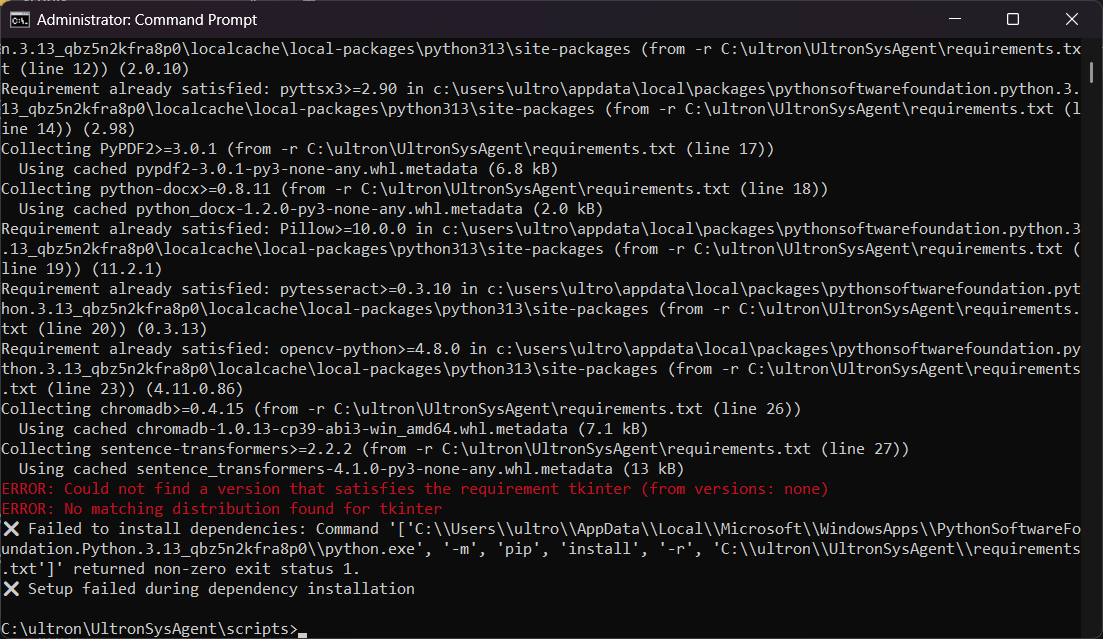 Administrator: Command Prompt
n.3.13_qbz5n2kfra8p0\localcache\local-packages\python313\site-packages (from -r C:\ultron\UltronSysAgent\requirements.tx
t (line 12)) (2.0.10)
Requirement already satisfied: pyttsx3>=2.90 in c:\users\ultro\appdata\local\packages\pythonsoftwarefoundation.python.3.
13_qbz5n2kfra8p0\localcache\local-packages\python313\site-packages (from -r C:\ultron\UltronSysAgent\requirements.txt (l
ine 14)) (2.98)
Collecting PyPDF2>=3.0.1 (from -r C:\ultron\UltronSysAgent\requirements.txt (line 17))
  Using cached pypdf2-3.0.1-py3-none-any.whl.metadata (6.8 kB)
Collecting python-docx>=0.8.11 (from -r C:\ultron\UltronSysAgent\requirements.txt (line 18))
  Using cached python_docx-1.2.0-py3-none-any.whl.metadata (2.0 kB)
Requirement already satisfied: Pillow>=10.0.0 in c:\users\ultro\appdata\local\packages\pythonsoftwarefoundation.python.3
.13_qbz5n2kfra8p0\localcache\local-packages\python313\site-packages (from -r C:\ultron\UltronSysAgent\requirements.txt (
line 19)) (11.2.1)
Requirement already satisfied: pytesseract>=0.3.10 in c:\users\ultro\appdata\local\packages\pythonsoftwarefoundation.pyt
hon.3.13_qbz5n2kfra8p0\localcache\local-packages\python313\site-packages (from -r C:\ultron\UltronSysAgent\requirements.
txt (line 20)) (0.3.13)
Requirement already satisfied: opencv-python>=4.8.0 in c:\users\ultro\appdata\local\packages\pythonsoftwarefoundation.py
thon.3.13_qbz5n2kfra8p0\localcache\local-packages\python313\site-packages (from -r C:\ultron\UltronSysAgent\requirements
.txt (line 23)) (4.11.0.86)
Collecting chromadb>=0.4.15 (from -r C:\ultron\UltronSysAgent\requirements.txt (line 26))
  Using cached chromadb-1.0.13-cp39-abi3-win_amd64.whl.metadata (7.1 kB)
Collecting sentence-transformers>=2.2.2 (from -r C:\ultron\UltronSysAgent\requirements.txt (line 27))
  Using cached sentence_transformers-4.1.0-py3-none-any.whl.metadata (13 kB)
ERROR: Could not find a version that satisfies the requirement tkinter (from versions: none)
ERROR: No matching distribution found for tkinter
❌ Failed to install dependencies: Command '['C:\\Users\\ultro\\AppData\\Local\\Microsoft\\WindowsApps\\PythonSoftwareFo
undation.Python.3.13_qbz5n2kfra8p0\\python.exe', '-m', 'pip', 'install', '-r', 'C:\\ultron\\UltronSysAgent\\requirements
.txt']' returned non-zero exit status 1.
❌ Setup failed during dependency installation
C:\ultron\UltronSysAgent\scripts>